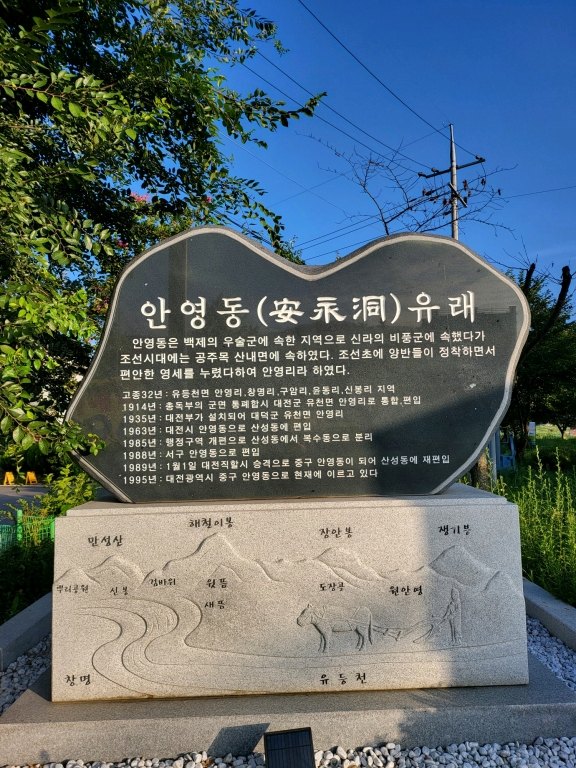 안영동(安永洞)유래
안영동은 백제의 우술군에 속한 지역으로 신라의 비풍군에 속했다가
조선시대에는 공주목 산내면에 속하였다. 조선초에 양반들이 정착하면서
편안한 영세를 누렸다하여 안영리라 하였다.
고종32년 : 유등천면 안영리,창영리,구암리,윤동리,신봉리 지역
1914년 : 총독부의 군면 통폐합시 대전군 유천면 안영리로 통합,편입
1935년 : 대전부가 설치되어 대덕군 유천면 안영리
1963년 : 대전시 안영동으로 편입
1985년 : 행정구역 개편으로 산성동에서 복수동으로 분리
1988년 : 서구 안영동으로 편입
1989년 : 1월1일 대전직할시 승격으로 중구 안영동이 되어 산성동에 재편입
1995년 : 대전광역시 중구 안영동으로 현재에 이르고 있다
만성산 해철이봉 장안봉 쟁기봉
뿌리공원 신봉 검바위 윗뜸 도장골 원안영
새뜸
창명 유등천